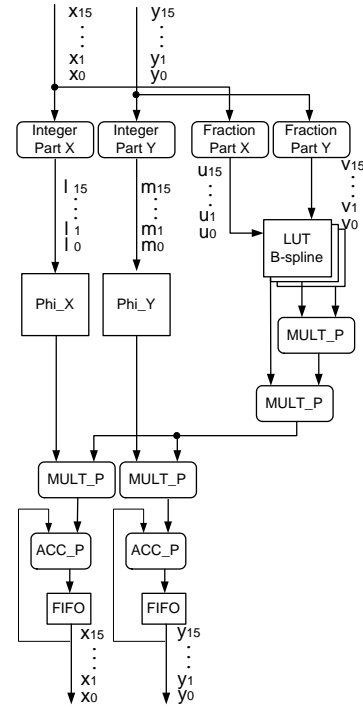 x15 y15
x1 y1
x0 y0
Integer Part X
Integer Part Y
Fraction Part X
Fraction Part Y
l 15
l 1
l 0
m15
m1
m0
u15
u1
u0
v15
v1
v0
LUT
B-spline
Phi_X
Phi_Y
MULT_P
MULT_P
MULT_P
MULT_P
ACC_P
ACC_P
FIFO
FIFO
x15
x1
x0
y15
y1
y0